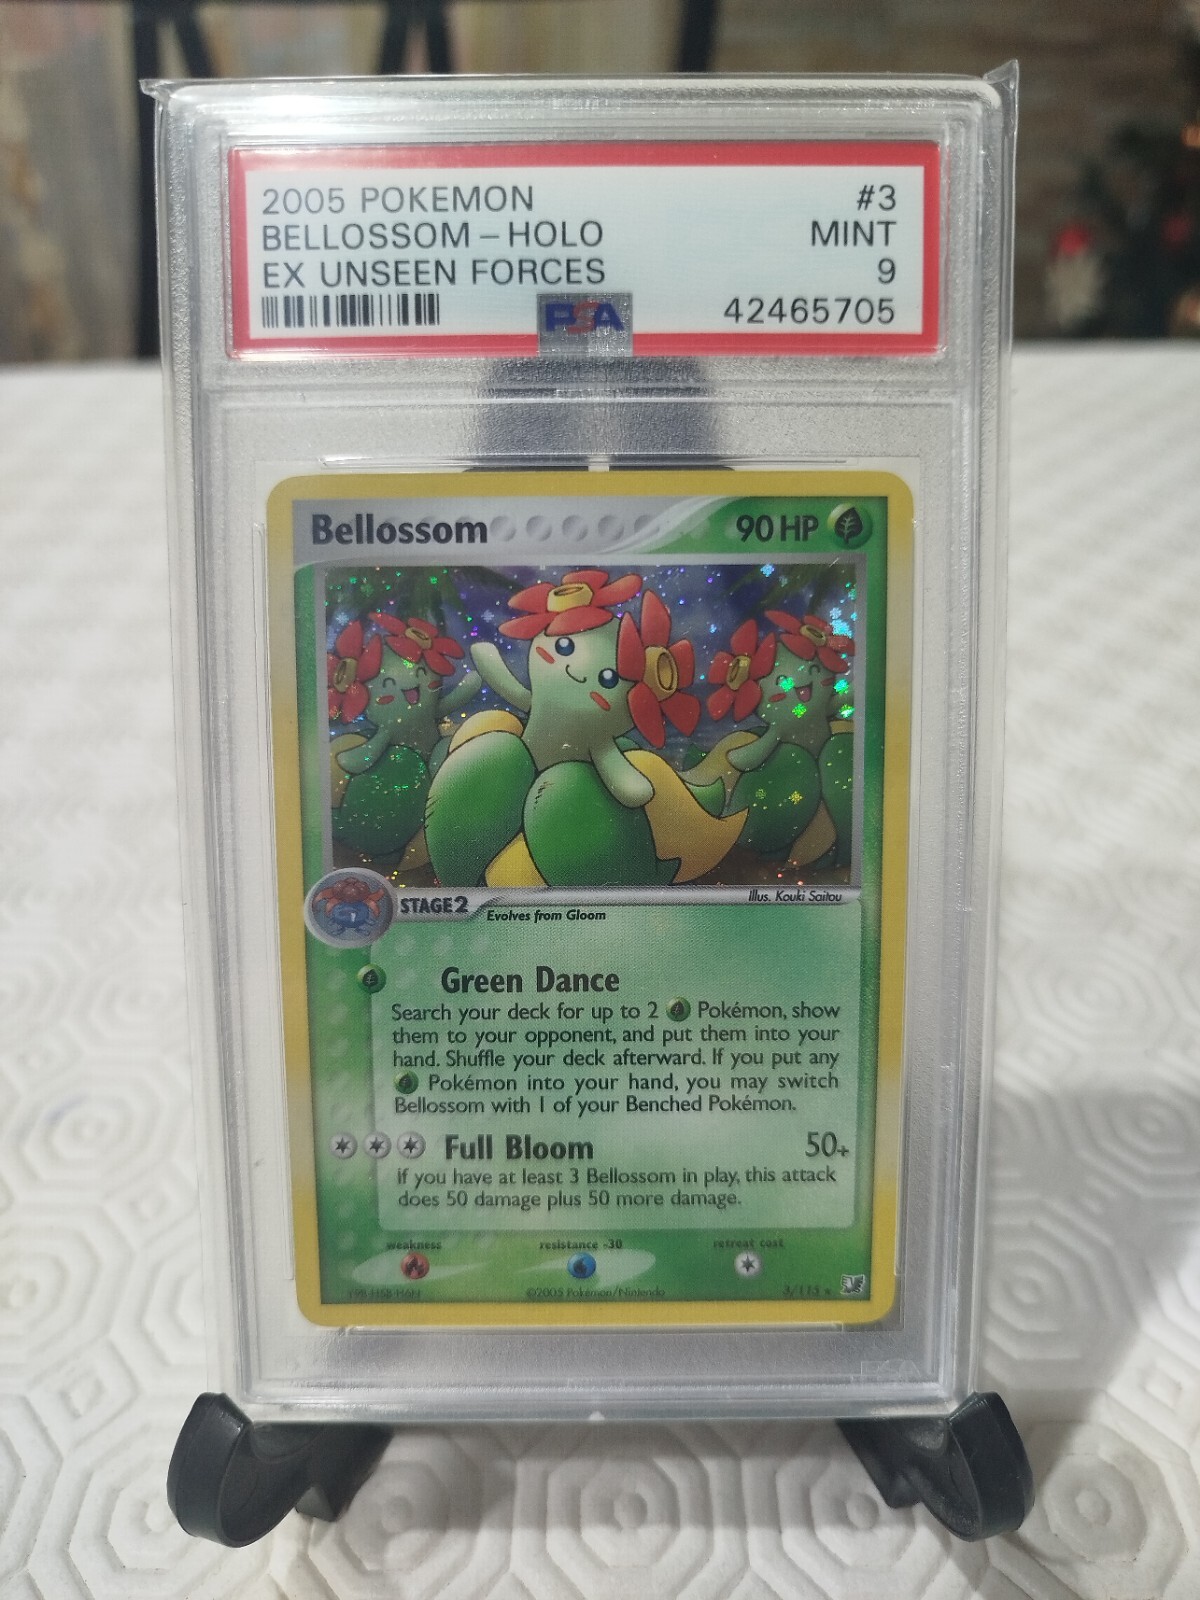 2005 POKEMON #3
BELLOSSOM - HOLO MINT
EX UNSEEN FORCES 9
PSA 42465705
Bellossom 90 HP
Illus. Kouki Saitou
STAGE 2 Evolves from Gloom
Green Dance
Search your deck for up to 2 Pokémon, show
them to your opponent, and put them into your
hand. Shuffle your deck afterward. If you put any
Pokémon into your hand, you may switch
Bellossom with 1 of your Benched Pokémon.
Full Bloom 50+
If you have at least 3 Bellossom in play, this attack
does 50 damage plus 50 more damage.
weakness resistance -30 retreat cost
©2005 Pokémon/Nintendo 3/115